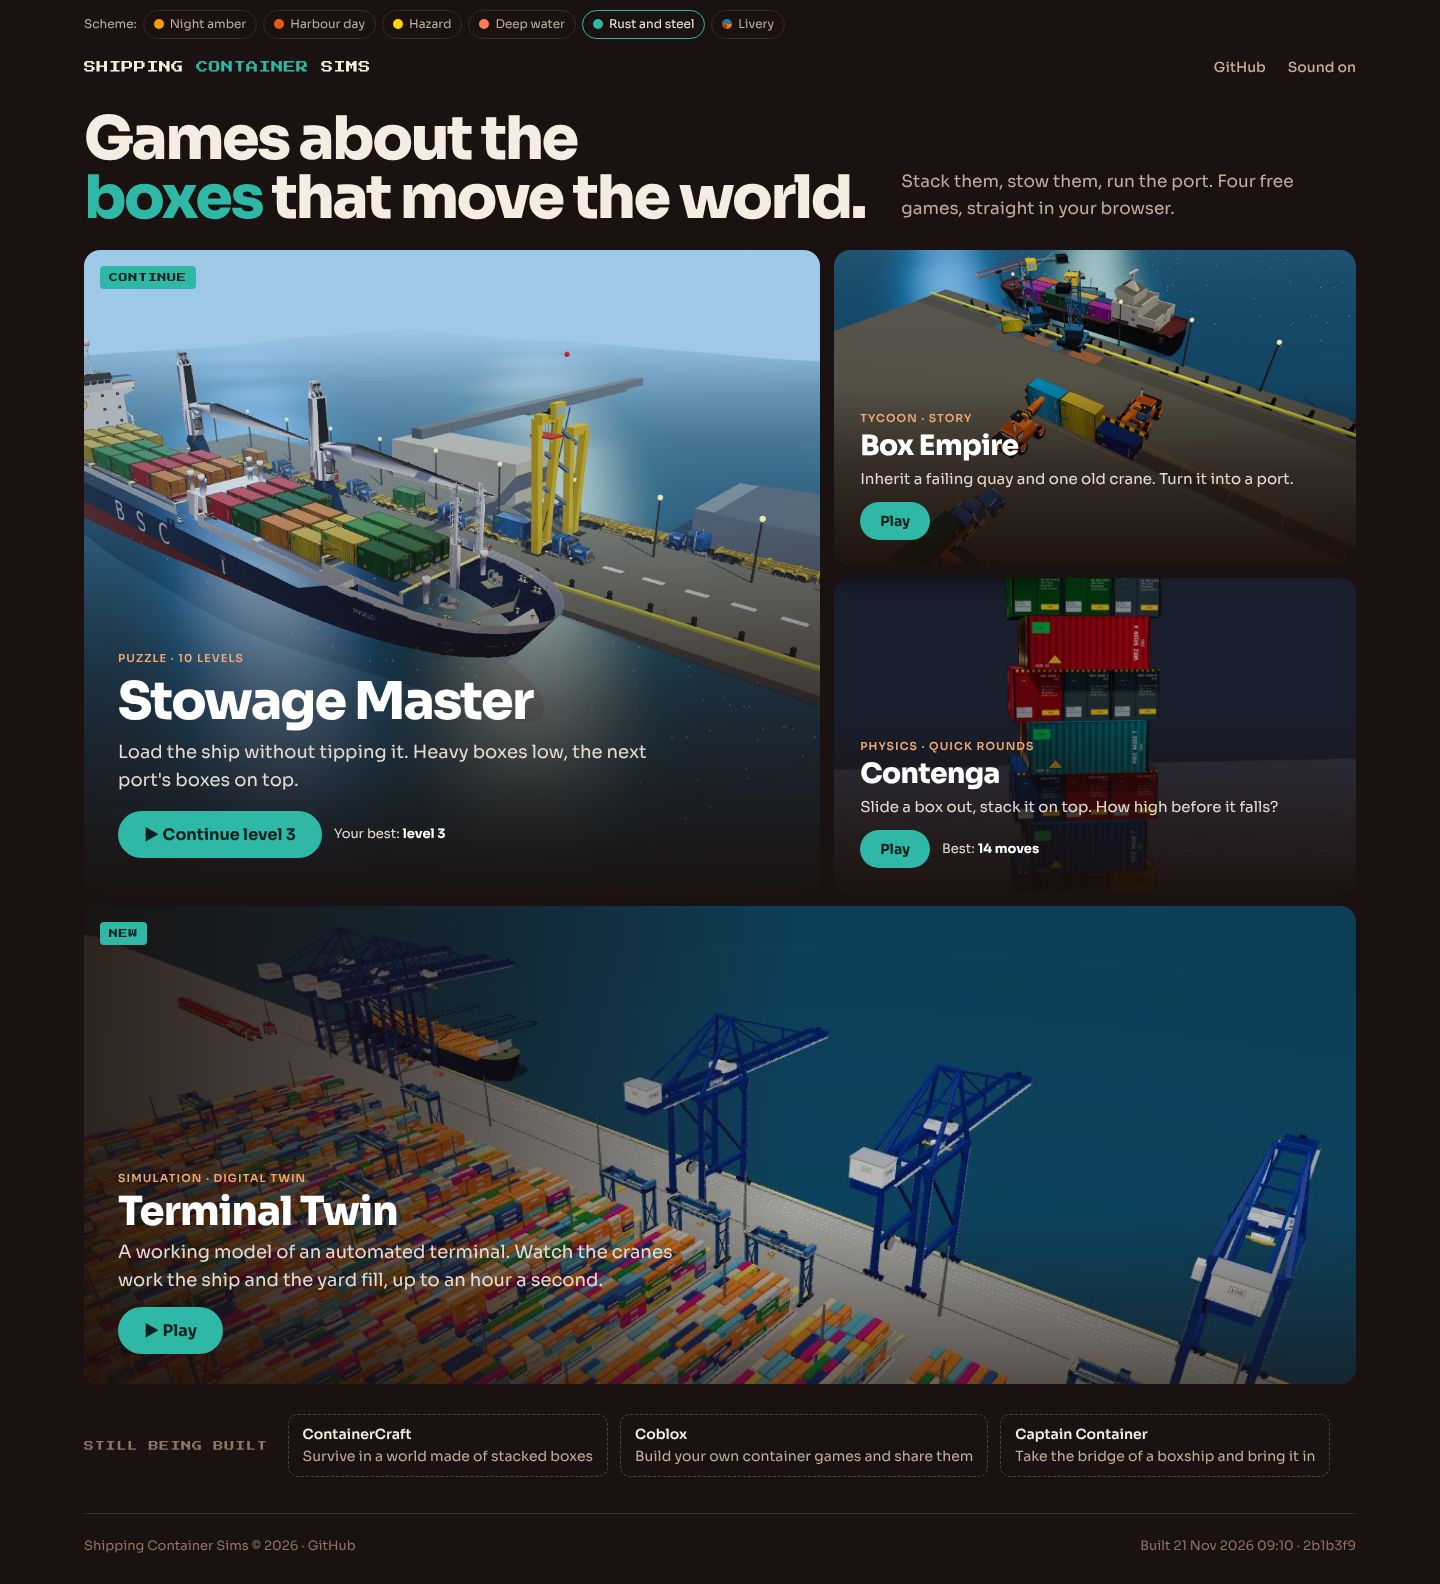 Scheme: Night amber Harbour day Hazard Deep water Rust and steel Livery
SHIPPING CONTAINER SIMS
GitHub Sound on
Games about the
boxes that move the world.
Stack them, stow them, run the port. Four free
games, straight in your browser.
CONTINUE
BSC
PUZZLE · 10 LEVELS
Stowage Master
Load the ship without tipping it. Heavy boxes low, the next
port's boxes on top.
▶ Continue level 3
Your best: level 3
TYCOON · STORY
Box Empire
Inherit a failing quay and one old crane. Turn it into a port.
Play
PHYSICS · QUICK ROUNDS
Contenga
Slide a box out, stack it on top. How high before it falls?
Play
Best: 14 moves
NEW
SIMULATION · DIGITAL TWIN
Terminal Twin
A working model of an automated terminal. Watch the cranes
work the ship and the yard fill, up to an hour a second.
▶ Play
STILL BEING BUILT
ContainerCraft
Survive in a world made of stacked boxes
Coblox
Build your own container games and share them
Captain Container
Take the bridge of a boxship and bring it in
Shipping Container Sims © 2026 · GitHub
Built 21 Nov 2026 09:10 · 2b1b3f9